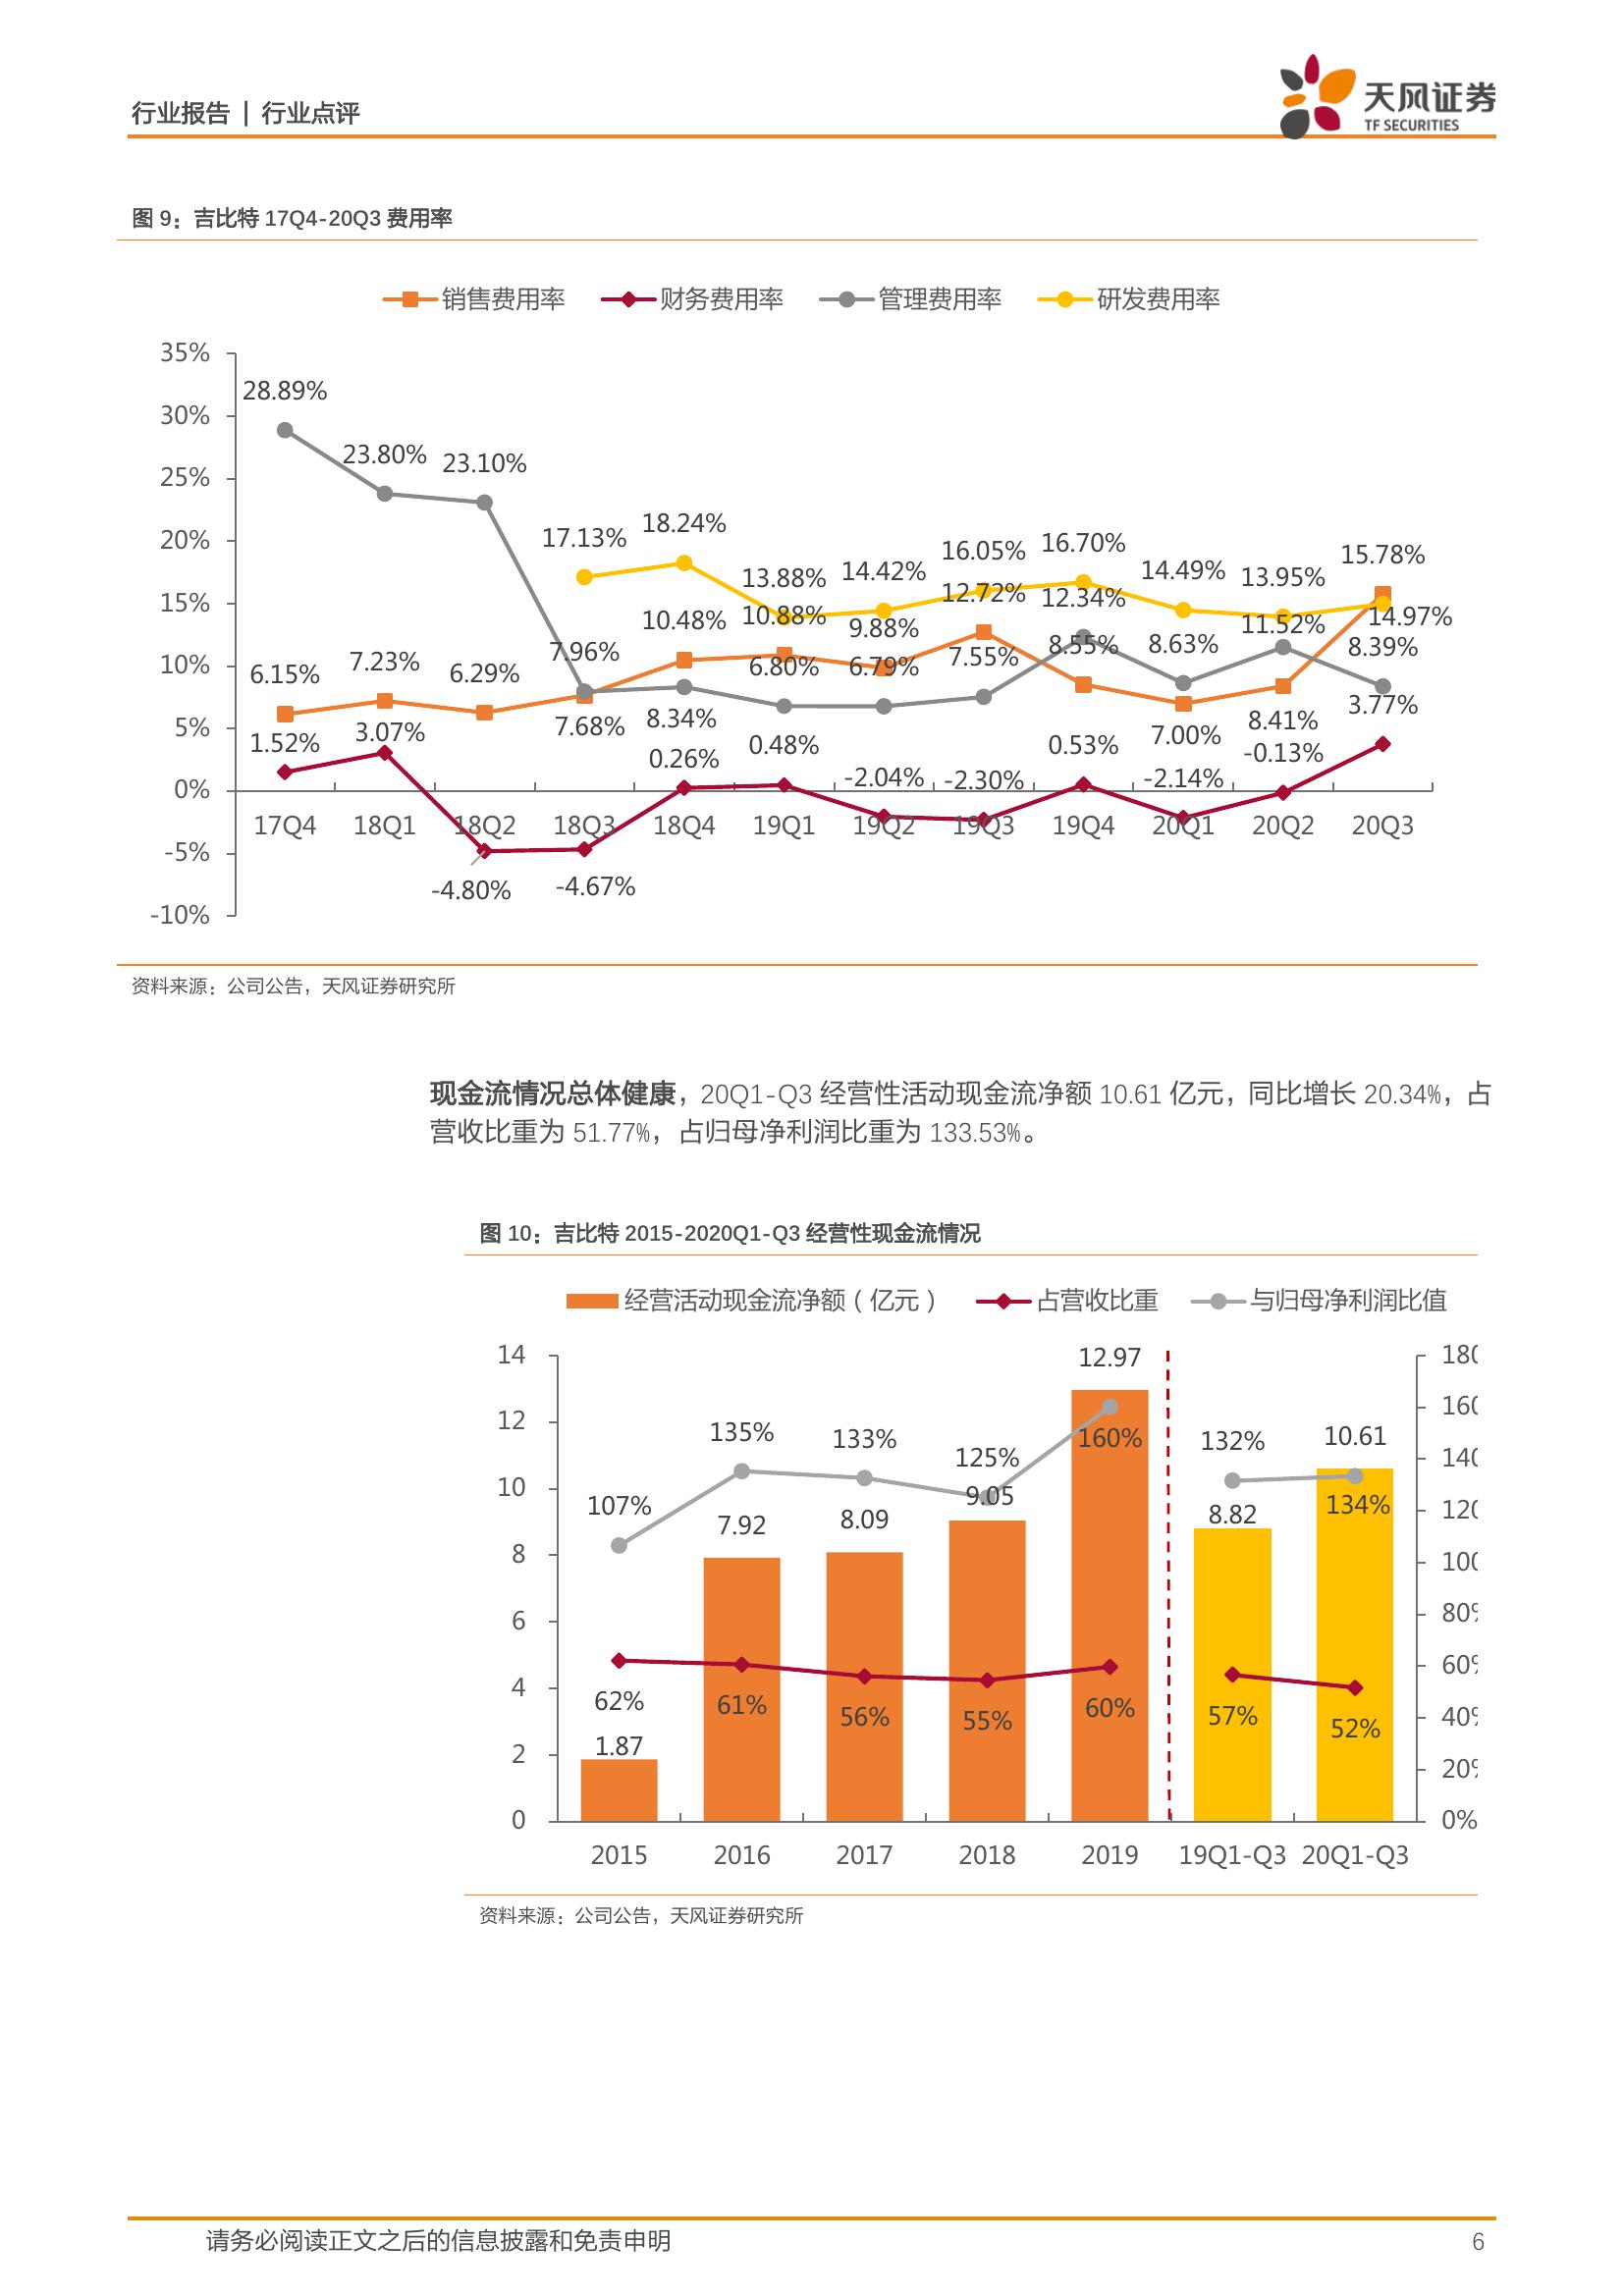 行业报告 | 行业点评
天风证券
TF SECURITIES
图 9：吉比特 17Q4-20Q3 费用率
销售费用率 财务费用率 管理费用率 研发费用率
35%
30%
25%
20%
15%
10%
5%
0%
-5%
-10%
28.89% 23.80% 23.10%
17.13% 18.24% 13.88% 14.42% 16.05% 16.70% 14.49% 13.95% 15.78%
10.48% 10.88% 9.88% 12.72% 12.34% 11.52% 14.97%
6.15% 7.23% 6.29% 7.96% 6.80% 6.79% 7.55% 8.55% 8.63% 8.39%
7.68% 8.34% 7.00% 8.41% 3.77%
1.52% 3.07% 0.26% 0.48% -2.04% -2.30% 0.53% -2.14% -0.13%
17Q4 18Q1 18Q2 18Q3 18Q4 19Q1 19Q2 19Q3 19Q4 20Q1 20Q2 20Q3
-4.80% -4.67%
资料来源：公司公告，天风证券研究所
现金流情况总体健康，20Q1-Q3 经营性活动现金流净额 10.61 亿元，同比增长 20.34%，占
营收比重为 51.77%，占归母净利润比重为 133.53%。
图 10：吉比特 2015-2020Q1-Q3 经营性现金流情况
经营活动现金流净额（亿元） 占营收比重 与归母净利润比值
14
12
10
8
6
4
2
0
12.97
135% 133% 125% 160% 132% 10.61
107% 7.92 8.09 9.05 8.82 134%
62% 61% 56% 55% 60% 57% 52%
1.87
180
160
140
120
100
80%
60%
40%
20%
0%
2015 2016 2017 2018 2019 19Q1-Q3 20Q1-Q3
资料来源：公司公告，天风证券研究所
请务必阅读正文之后的信息披露和免责申明 6